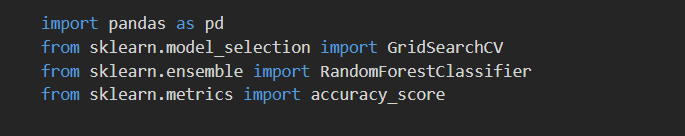 import pandas as pd
from sklearn.model_selection import GridSearchCV
from sklearn.ensemble import RandomForestClassifier
from sklearn.metrics import accuracy_score